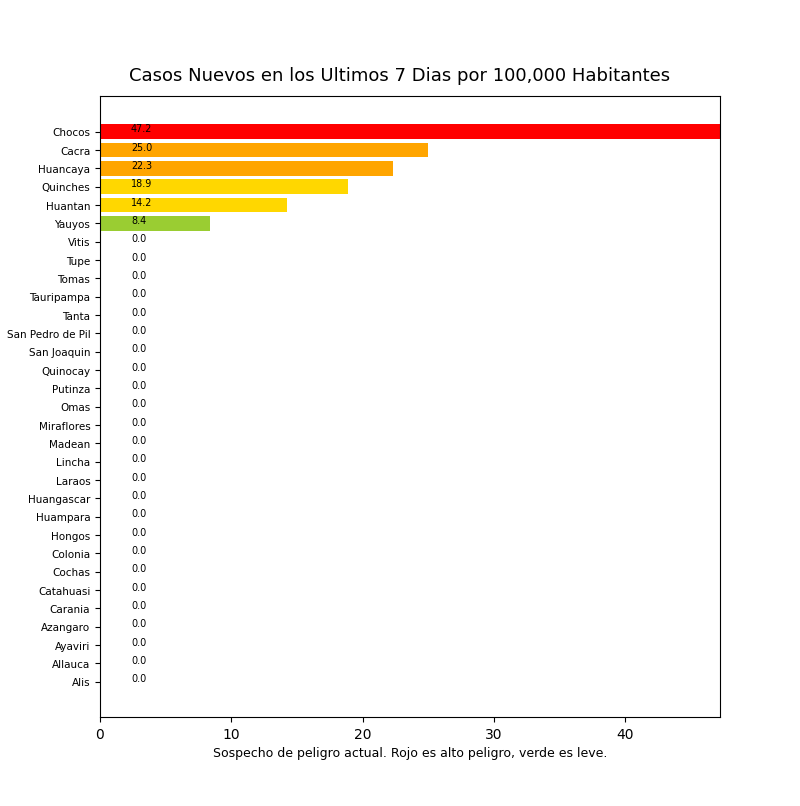 Casos Nuevos en los Ultimos 7 Dias por 100,000 Habitantes
Chocos 47.2
Cacra 25.0
Huancaya 22.3
Quinches 18.9
Huantan 14.2
Yauyos 8.4
Vitis 0.0
Tupe 0.0
Tomas 0.0
Tauripampa 0.0
Tanta 0.0
San Pedro de Pil 0.0
San Joaquin 0.0
Quinocay 0.0
Putinza 0.0
Omas 0.0
Miraflores 0.0
Madean 0.0
Lincha 0.0
Laraos 0.0
Huangascar 0.0
Huampara 0.0
Hongos 0.0
Colonia 0.0
Cochas 0.0
Catahuasi 0.0
Carania 0.0
Azangaro 0.0
Ayaviri 0.0
Allauca 0.0
Alis 0.0
0 10 20 30 40
Sospecho de peligro actual. Rojo es alto peligro, verde es leve.